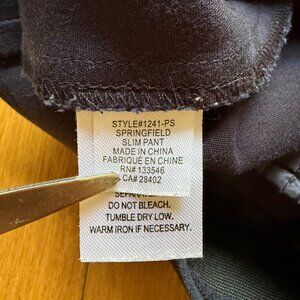 STYLE#1241-PS
SPRINGFIELD
SLIM PANT
MADE IN CHINA
FABRIQUÉ EN CHINE
RN# 133546
CA# 28402
DO NOT BLEACH.
TUMBLE DRY LOW.
WARM IRON IF NECESSARY.